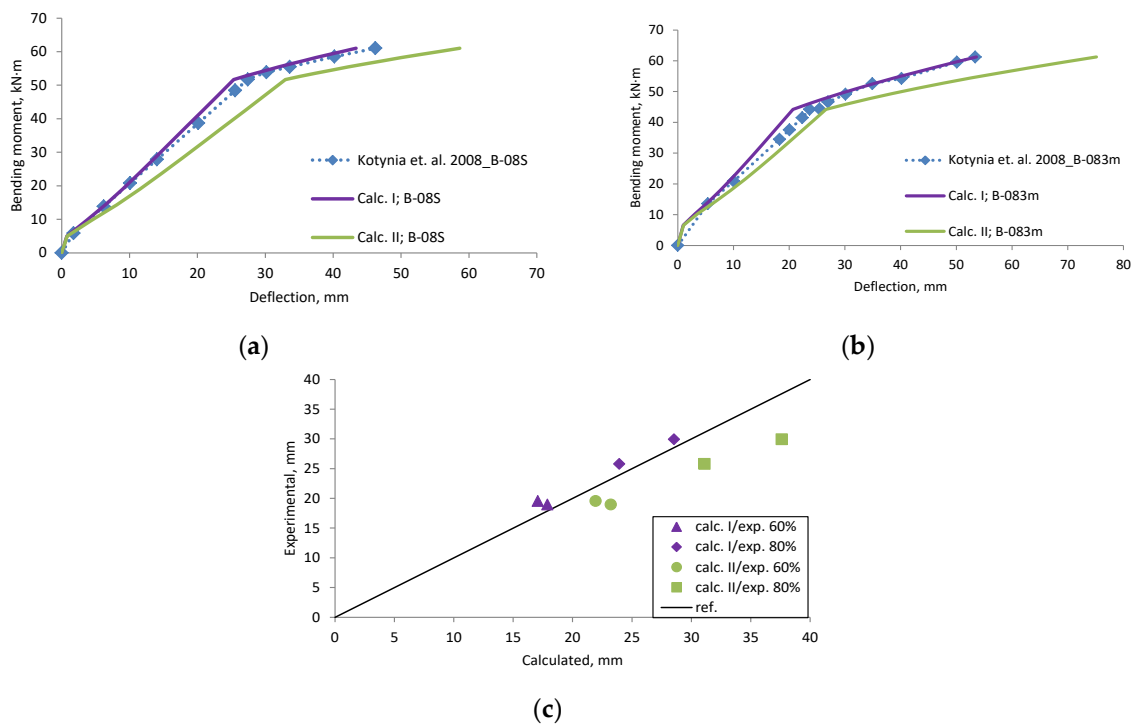 Bending moment, kN·m
70
60
50
40
30
20
10
0
0 10 20 30 40 50 60 70
Deflection, mm
Kotynia et. al. 2008_B-08S
Calc. I; B-08S
Calc. II; B-08S
(a)
Bending moment, kN·m
70
60
50
40
30
20
10
0
0 10 20 30 40 50 60 70 80
Deflection, mm
Kotynia et. al. 2008_B-083m
Calc. I; B-083m
Calc. II; B-083m
(b)
Experimental, mm
40
35
30
25
20
15
10
5
0
0 5 10 15 20 25 30 35 40
Calculated, mm
calc. I/exp. 60%
calc. I/exp. 80%
calc. II/exp. 60%
calc. II/exp. 80%
ref.
(c)